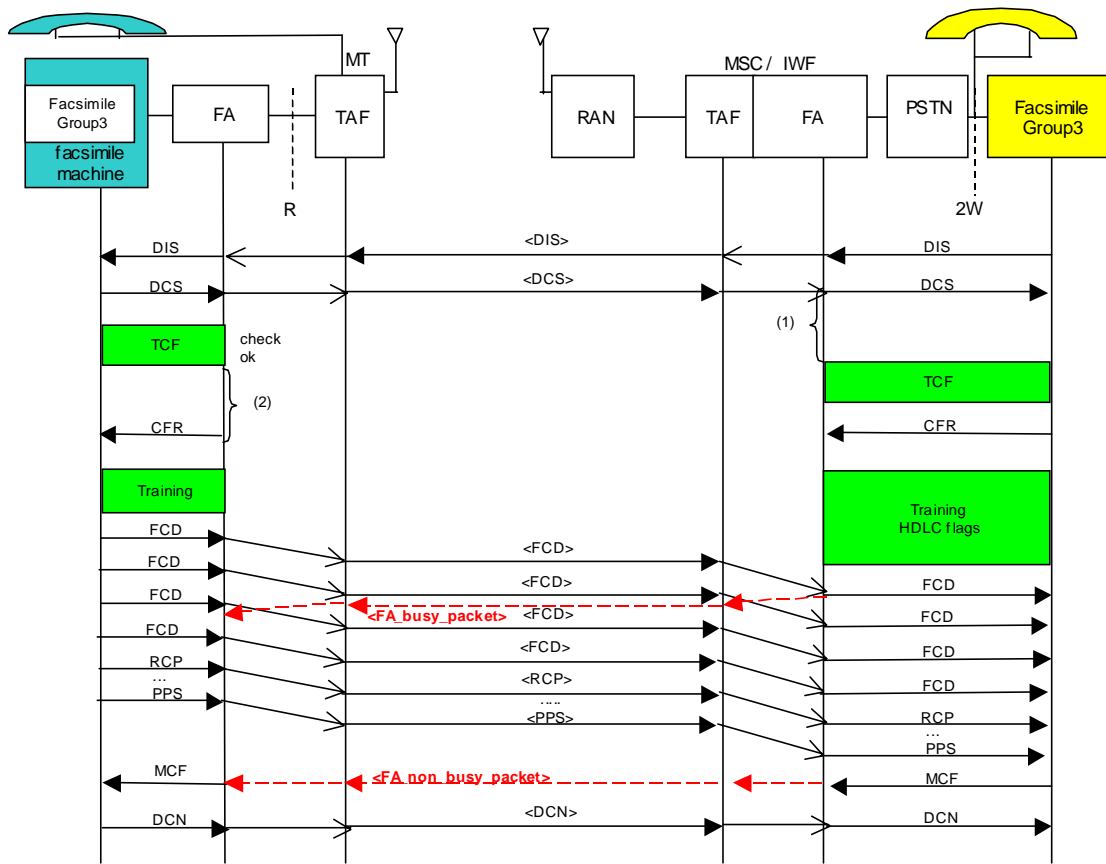 MT
MSC / IWF
Facsimile
Group3
facsimile
machine
FA
TAF
RAN
TAF
FA
PSTN
Facsimile
Group3
R
2W
DIS
<DIS>
DIS
DCS
<DCS>
DCS
(1)
TCF
check
ok
TCF
(2)
CFR
CFR
Training
Training
HDLC flags
FCD
<FCD>
FCD
FCD
<FCD>
FCD
FCD
<FA_busy_packet>
<FCD>
FCD
FCD
<FCD>
FCD
RCP
<RCP>
RCP
...
.....
...
PPS
<PPS>
PPS
MCF
<FA_non_busy_packet>
MCF
DCN
<DCN>
DCN